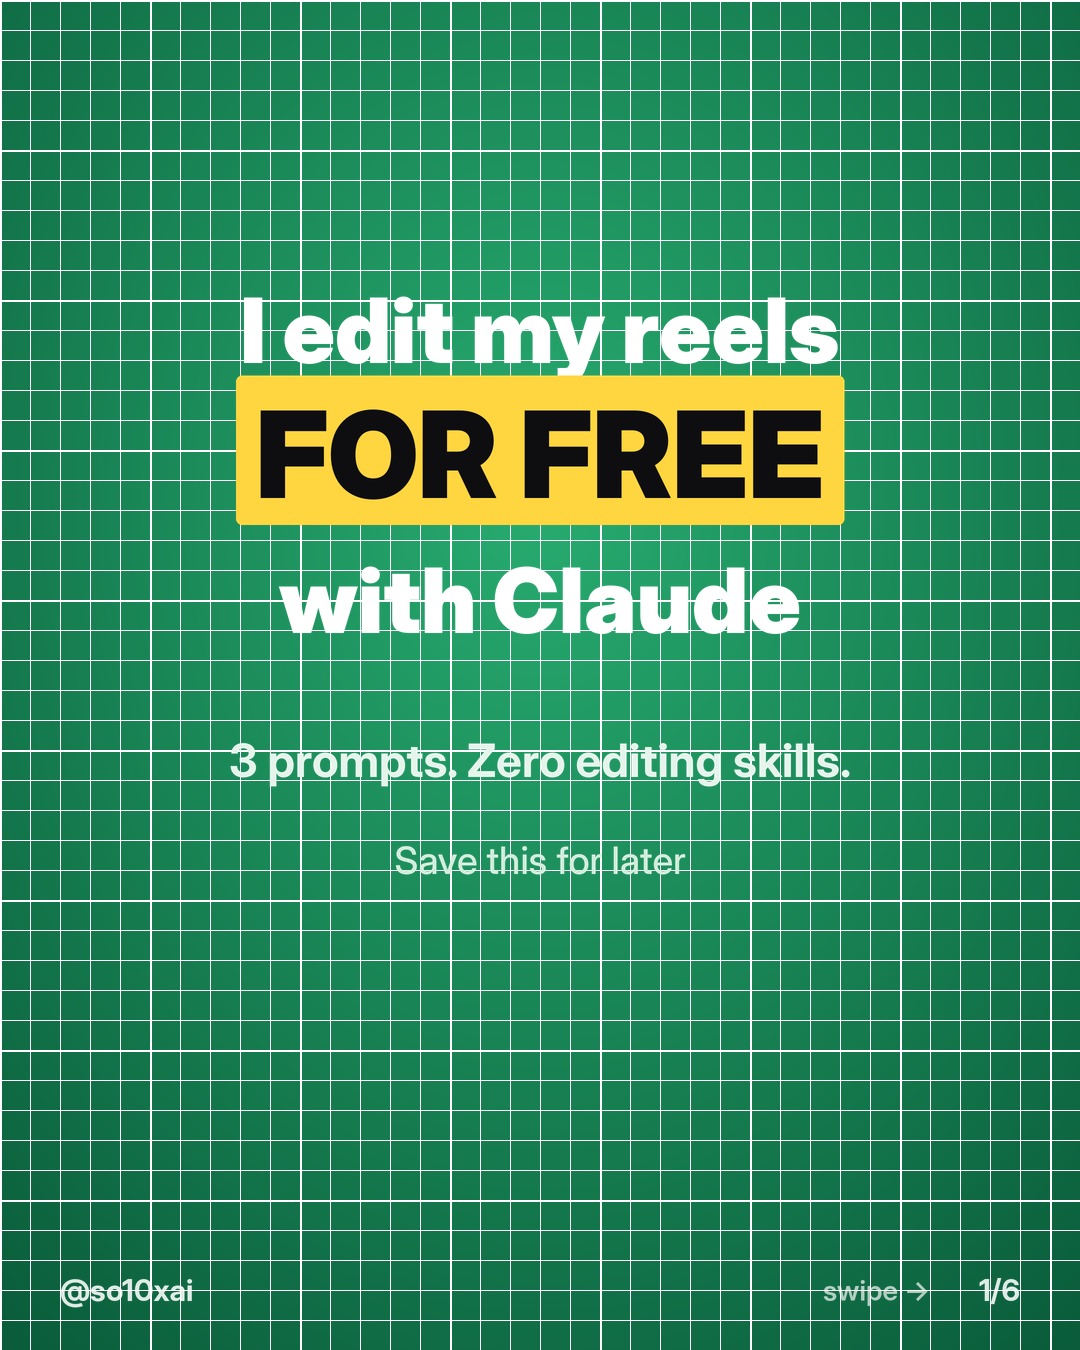 I edit my reels
FOR FREE
with Claude
3 prompts. Zero editing skills.
Save this for later
@so10xai
swipe → 1/6